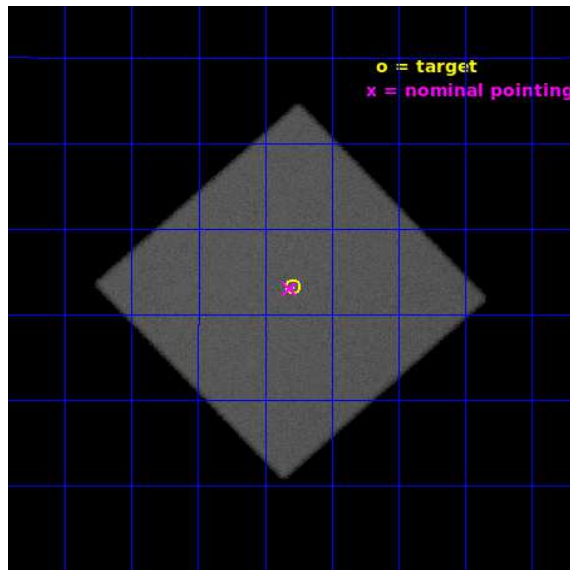 o = target
x = nominal pointing